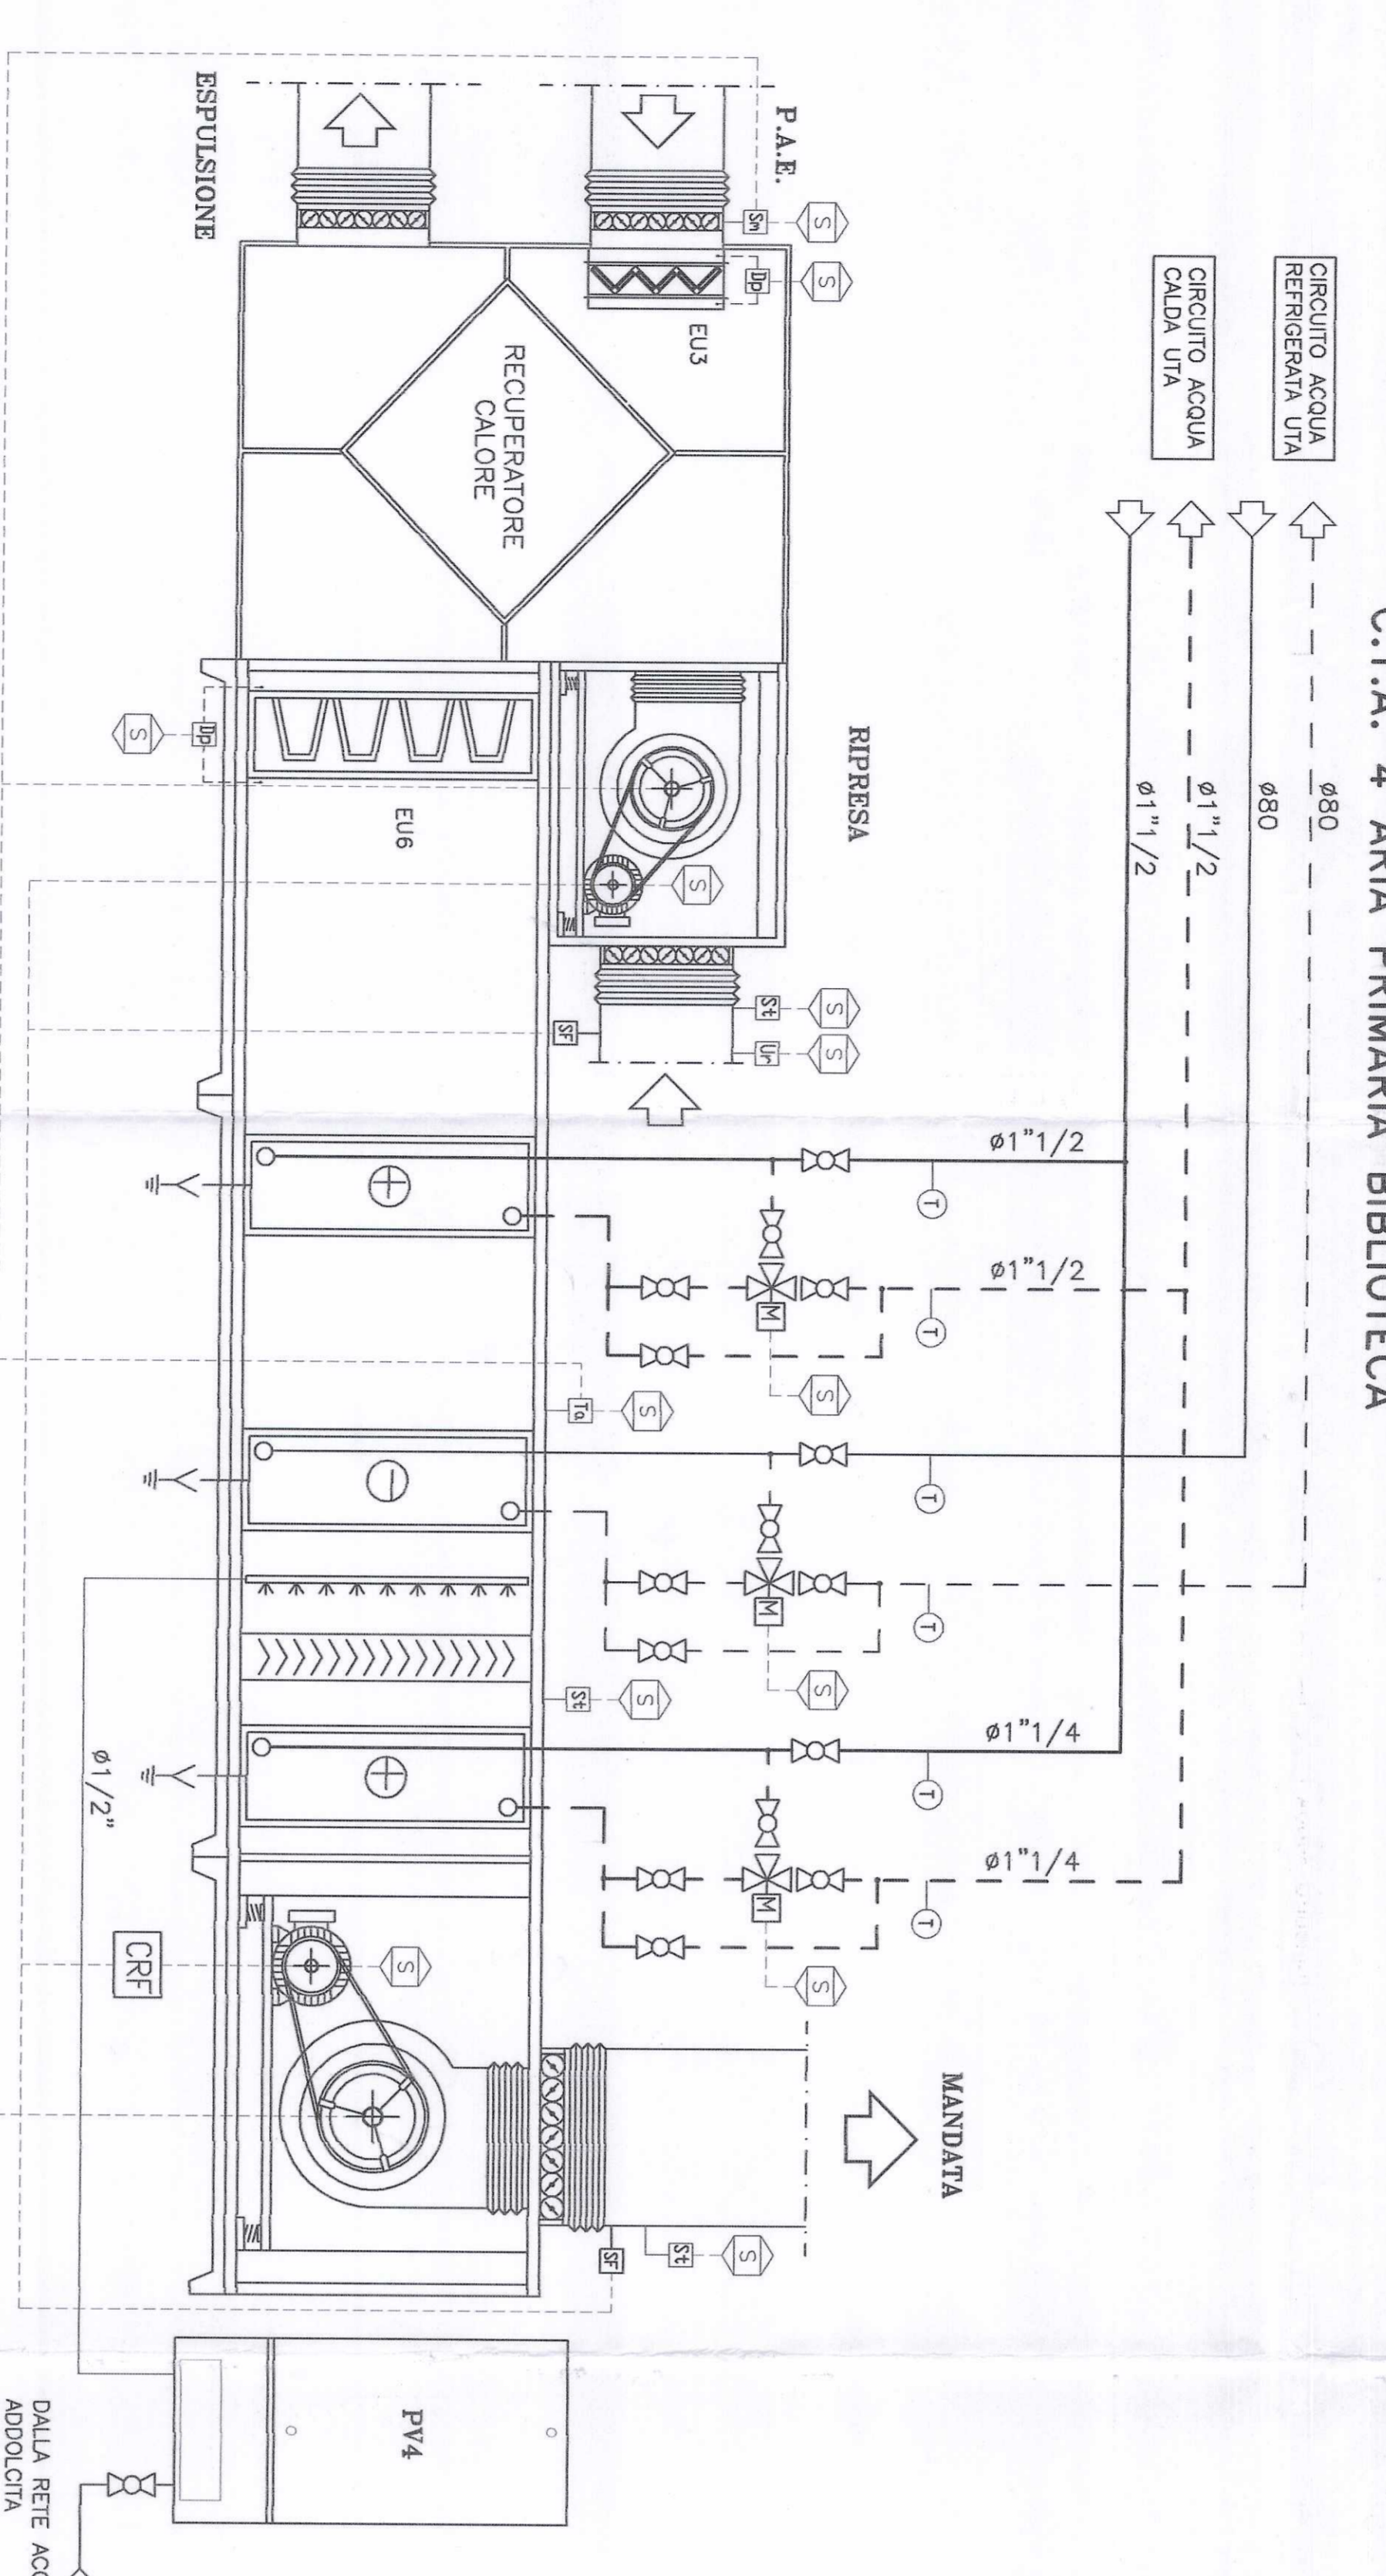 C.T.A. 4 ARIA PRIMARIA BIBLIOTECA
CIRCUITO ACQUA
REFRIGERATA UTA
CIRCUITO ACQUA
CALDA UTA
ø80
ø80
ø1"1/2
ø1"1/2
P.A.E.
ESPULSIONE
RIPRESA
MANDATA
Sm
S
Dp
S
EU3
RECUPERATORE
CALORE
Dp
S
EU6
S
St
S
Ur
S
SF
ø1"1/2
T
ø1"1/2
T
M
S
Ta
S
T
T
M
S
St
S
ø1"1/4
T
ø1"1/4
T
M
S
S
CRF
SF
St
S
ø1/2"
PV4
DALLA RETE
ADDOLCITA